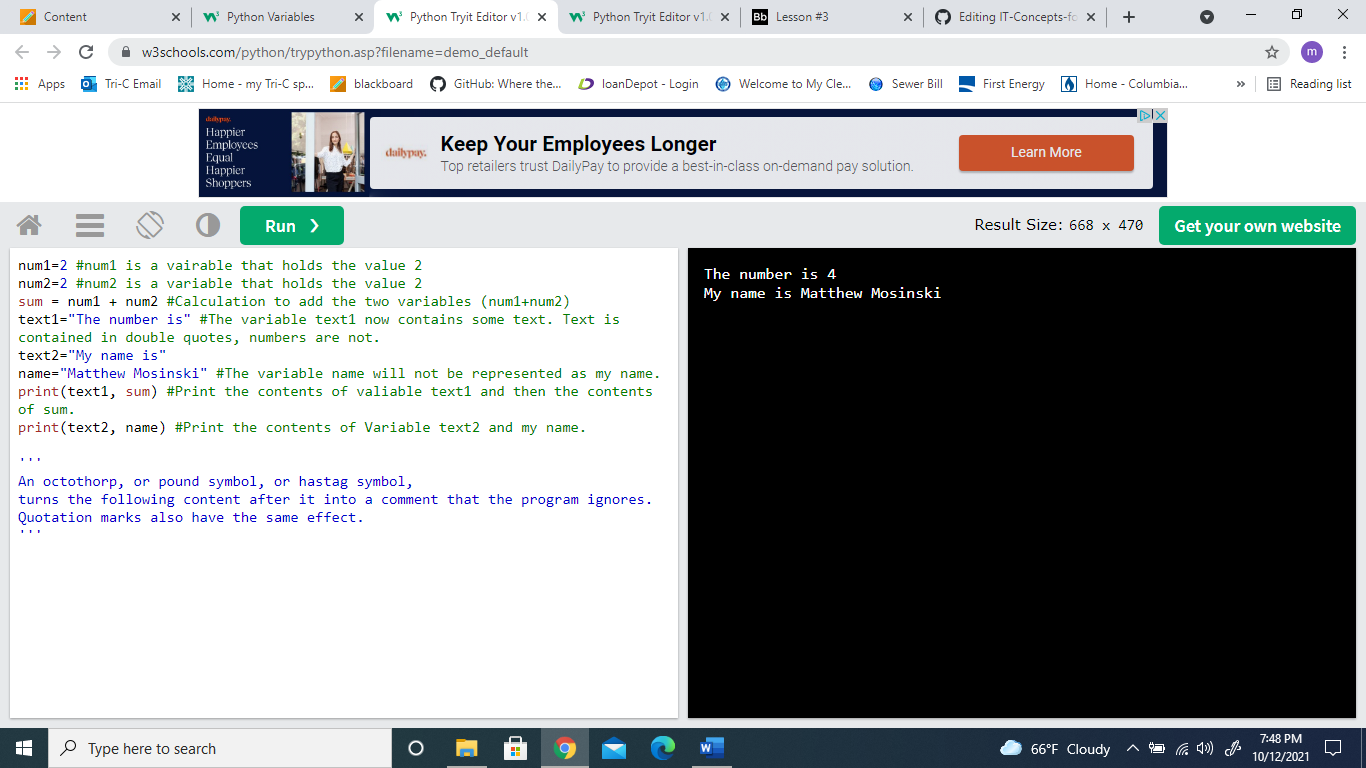 Content
Python Variables
Python Tryit Editor v1.0
Python Tryit Editor v1.0
Bb Lesson #3
Editing IT-Concepts-fo
w3schools.com/python/trypython.asp?filename=demo_default
m
Apps
Tri-C Email
Home - my Tri-C sp...
blackboard
GitHub: Where the...
loanDepot - Login
Welcome to My Cle...
Sewer Bill
First Energy
Home - Columbia...
»
Reading list
dailypay.
Happier
Employees
Equal
Happier
Shoppers
dailypay.
Keep Your Employees Longer
Top retailers trust DailyPay to provide a best-in-class on-demand pay solution.
Learn More
Run ❯
Result Size: 668 x 470
Get your own website
num1=2 #num1 is a vairable that holds the value 2
num2=2 #num2 is a variable that holds the value 2
sum = num1 + num2 #Calculation to add the two variables (num1+num2)
text1="The number is" #The variable text1 now contains some text. Text is
contained in double quotes, numbers are not.
text2="My name is"
name="Matthew Mosinski" #The variable name will not be represented as my name.
print(text1, sum) #Print the contents of valiable text1 and then the contents
of sum.
print(text2, name) #Print the contents of Variable text2 and my name.
'''
An octothorp, or pound symbol, or hastag symbol,
turns the following content after it into a comment that the program ignores.
Quotation marks also have the same effect.
'''
The number is 4
My name is Matthew Mosinski
Type here to search
66°F Cloudy
7:48 PM
10/12/2021